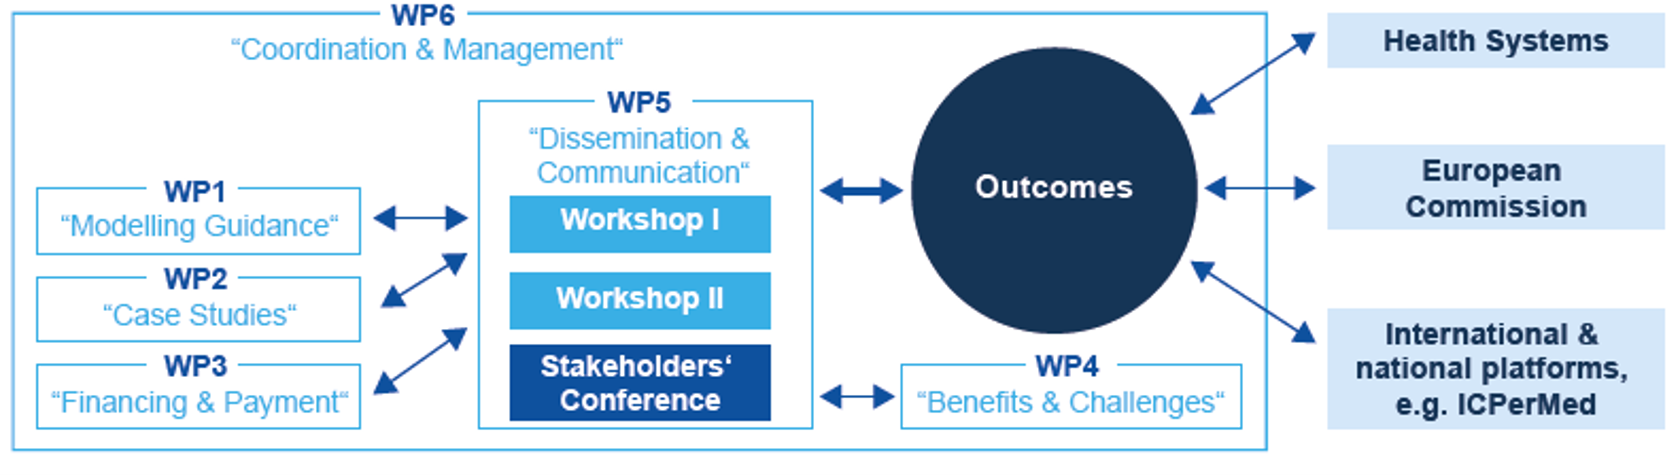 WP6
“Coordination & Management“
WP5
“Dissemination &
Communication“
Workshop I
Workshop II
Stakeholders‘
Conference
WP1
“Modelling Guidance“
WP2
“Case Studies“
WP3
“Financing & Payment“
Outcomes
WP4
“Benefits & Challenges“
Health Systems
European
Commission
International &
national platforms,
e.g. ICPerMed